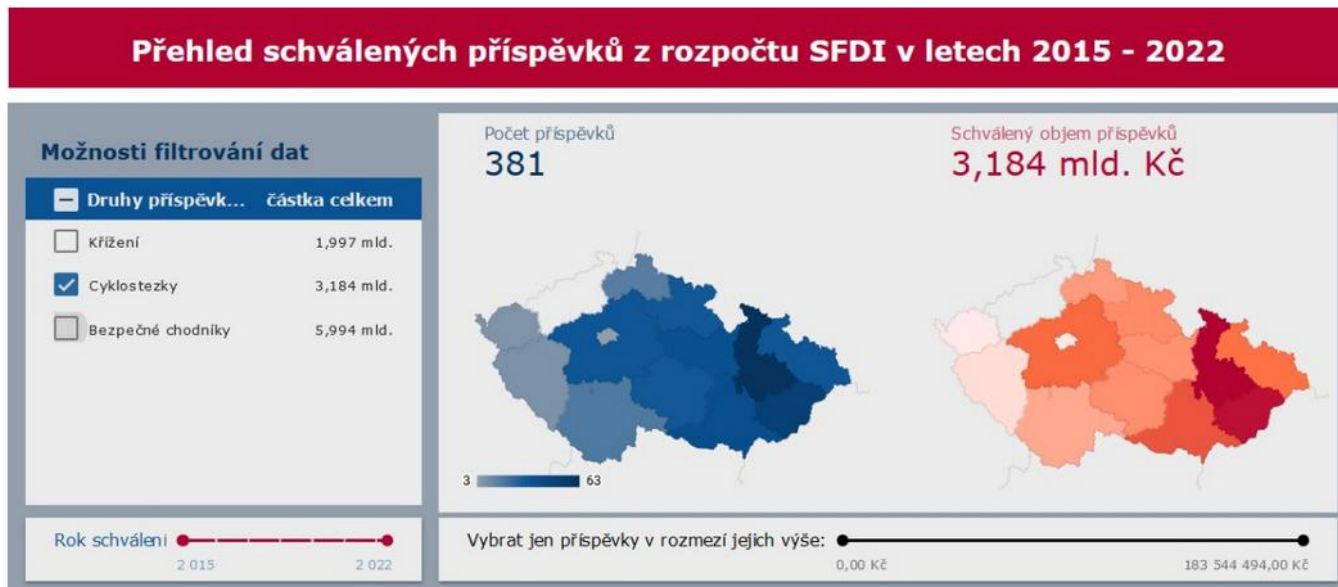 Přehled schválených příspěvků z rozpočtu SFDI v letech 2015 - 2022
Možnosti filtrování dat
Druhy příspěvk... částka celkem
Křížení 1,997 mld.
Cyklostezky 3,184 mld.
Bezpečné chodníky 5,994 mld.
Počet příspěvků
381
Schválený objem příspěvků
3,184 mld. Kč
3 63
Rok schválení
2 015 2 022
Vybrat jen příspěvky v rozmezí jejich výše:
0,00 Kč 183 544 494,00 Kč